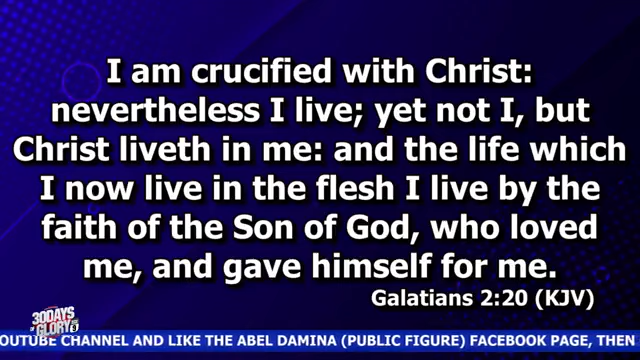 I am crucified with Christ:
nevertheless I live; yet not I, but
Christ liveth in me: and the life which
I now live in the flesh I live by the
faith of the Son of God, who loved
me, and gave himself for me.
Galatians 2:20 (KJV)
30DAYS
OF GLORY
OUTUBE CHANNEL AND LIKE THE ABEL DAMINA (PUBLIC FIGURE) FACEBOOK PAGE, THEN